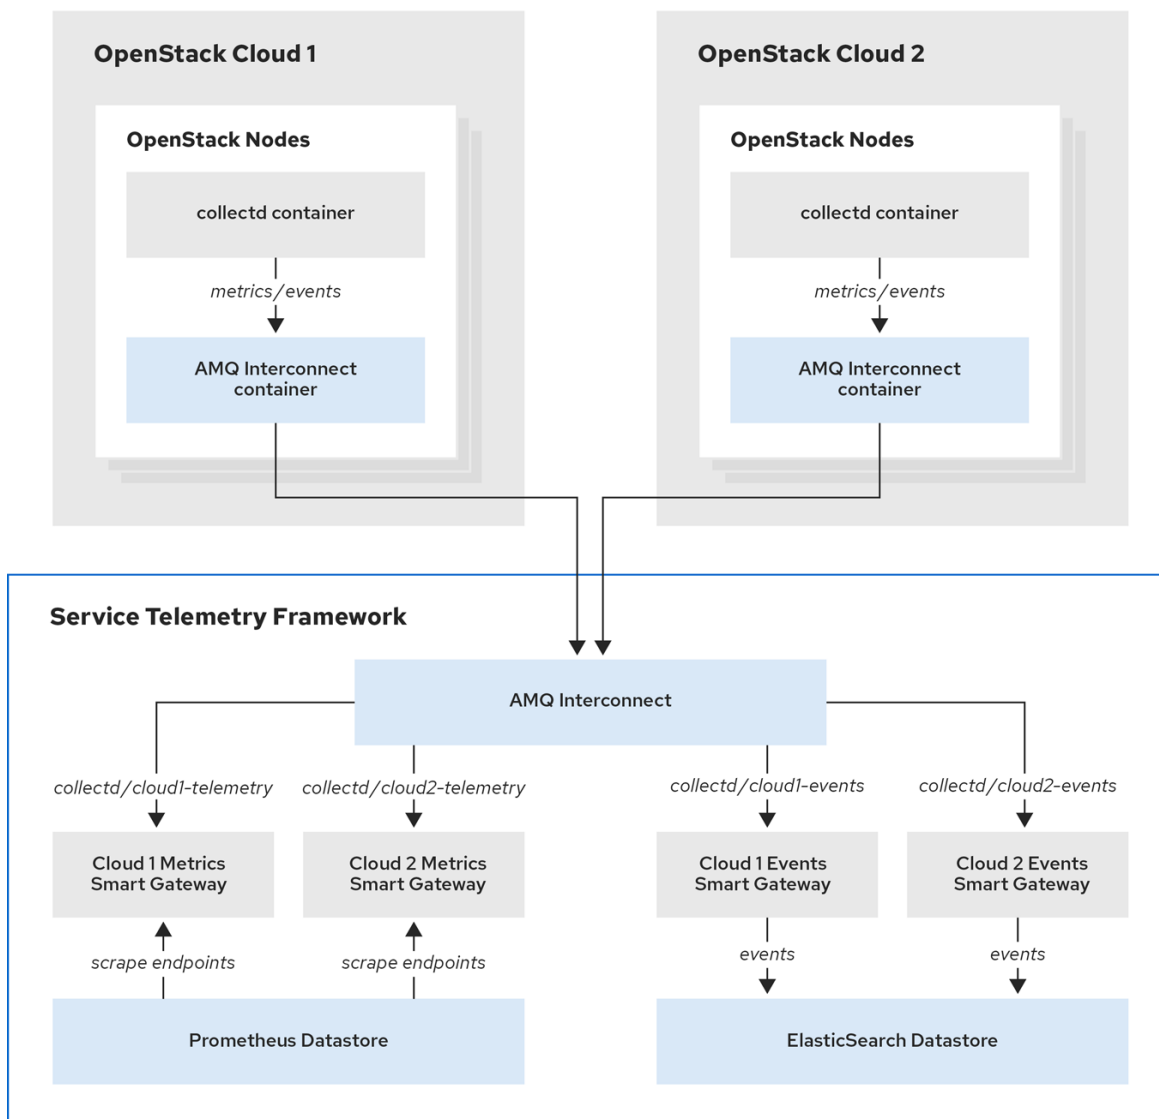 OpenStack Cloud 1
OpenStack Nodes
collectd container
metrics/events
AMQ Interconnect
container
OpenStack Cloud 2
OpenStack Nodes
collectd container
metrics/events
AMQ Interconnect
container
Service Telemetry Framework
AMQ Interconnect
collectd/cloud1-telemetry
collectd/cloud2-telemetry
collectd/cloud1-events
collectd/cloud2-events
Cloud 1 Metrics
Smart Gateway
Cloud 2 Metrics
Smart Gateway
Cloud 1 Events
Smart Gateway
Cloud 2 Events
Smart Gateway
scrape endpoints
scrape endpoints
events
events
Prometheus Datastore
ElasticSearch Datastore